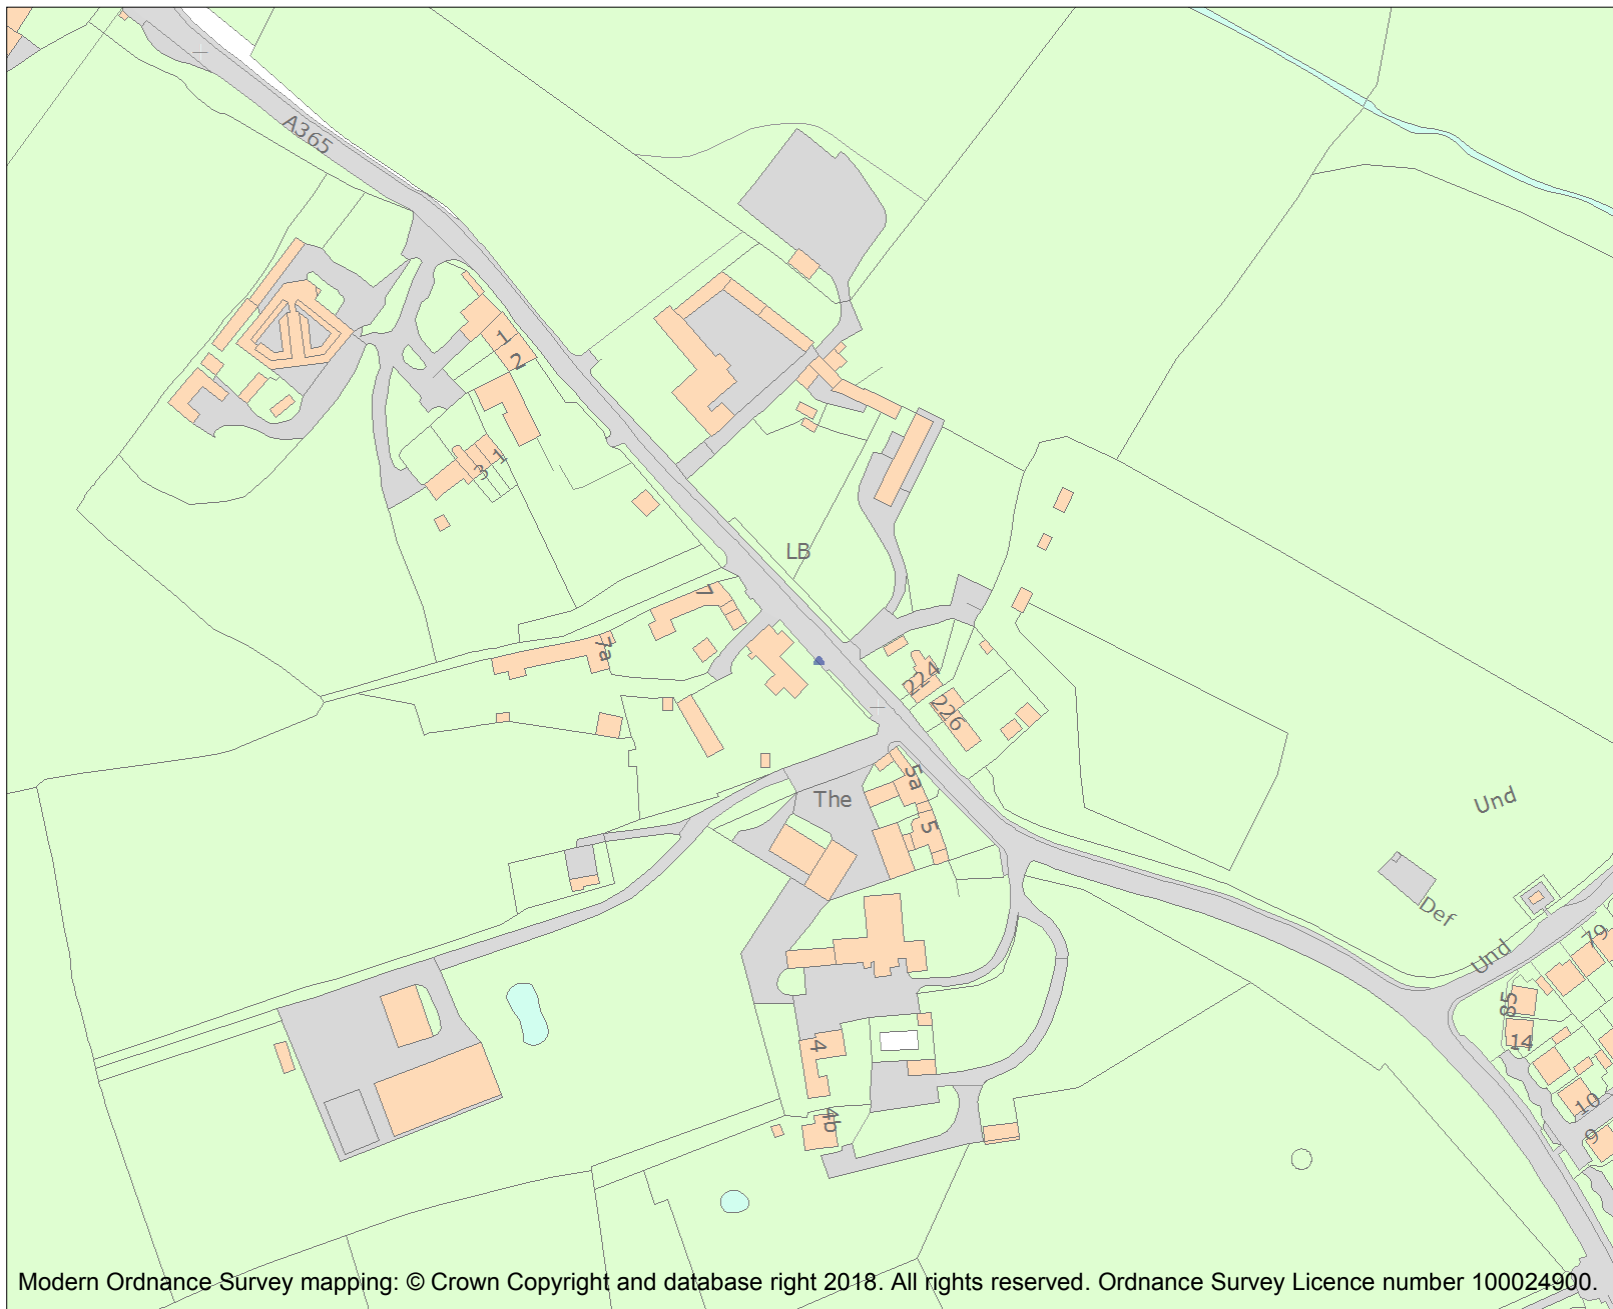 A365
1
2
3 1
LB
7
7a
224
226
5a
The
5
Und
Def
Und
79
58
14
4
10
4b
9
Modern Ordnance Survey mapping: © Crown Copyright and database right 2018. All rights reserved. Ordnance Survey Licence number 100024900.